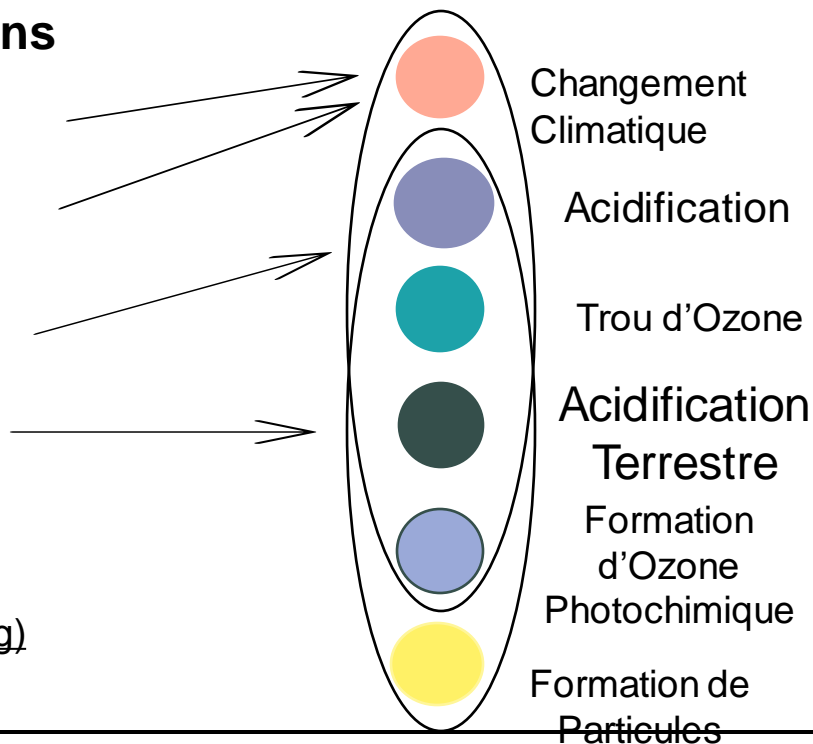 ns
Changement
Climatique
Acidification
Trou d’Ozone
Acidification
Terrestre
Formation
d’Ozone
Photochimique
g)
Formation de
Particules